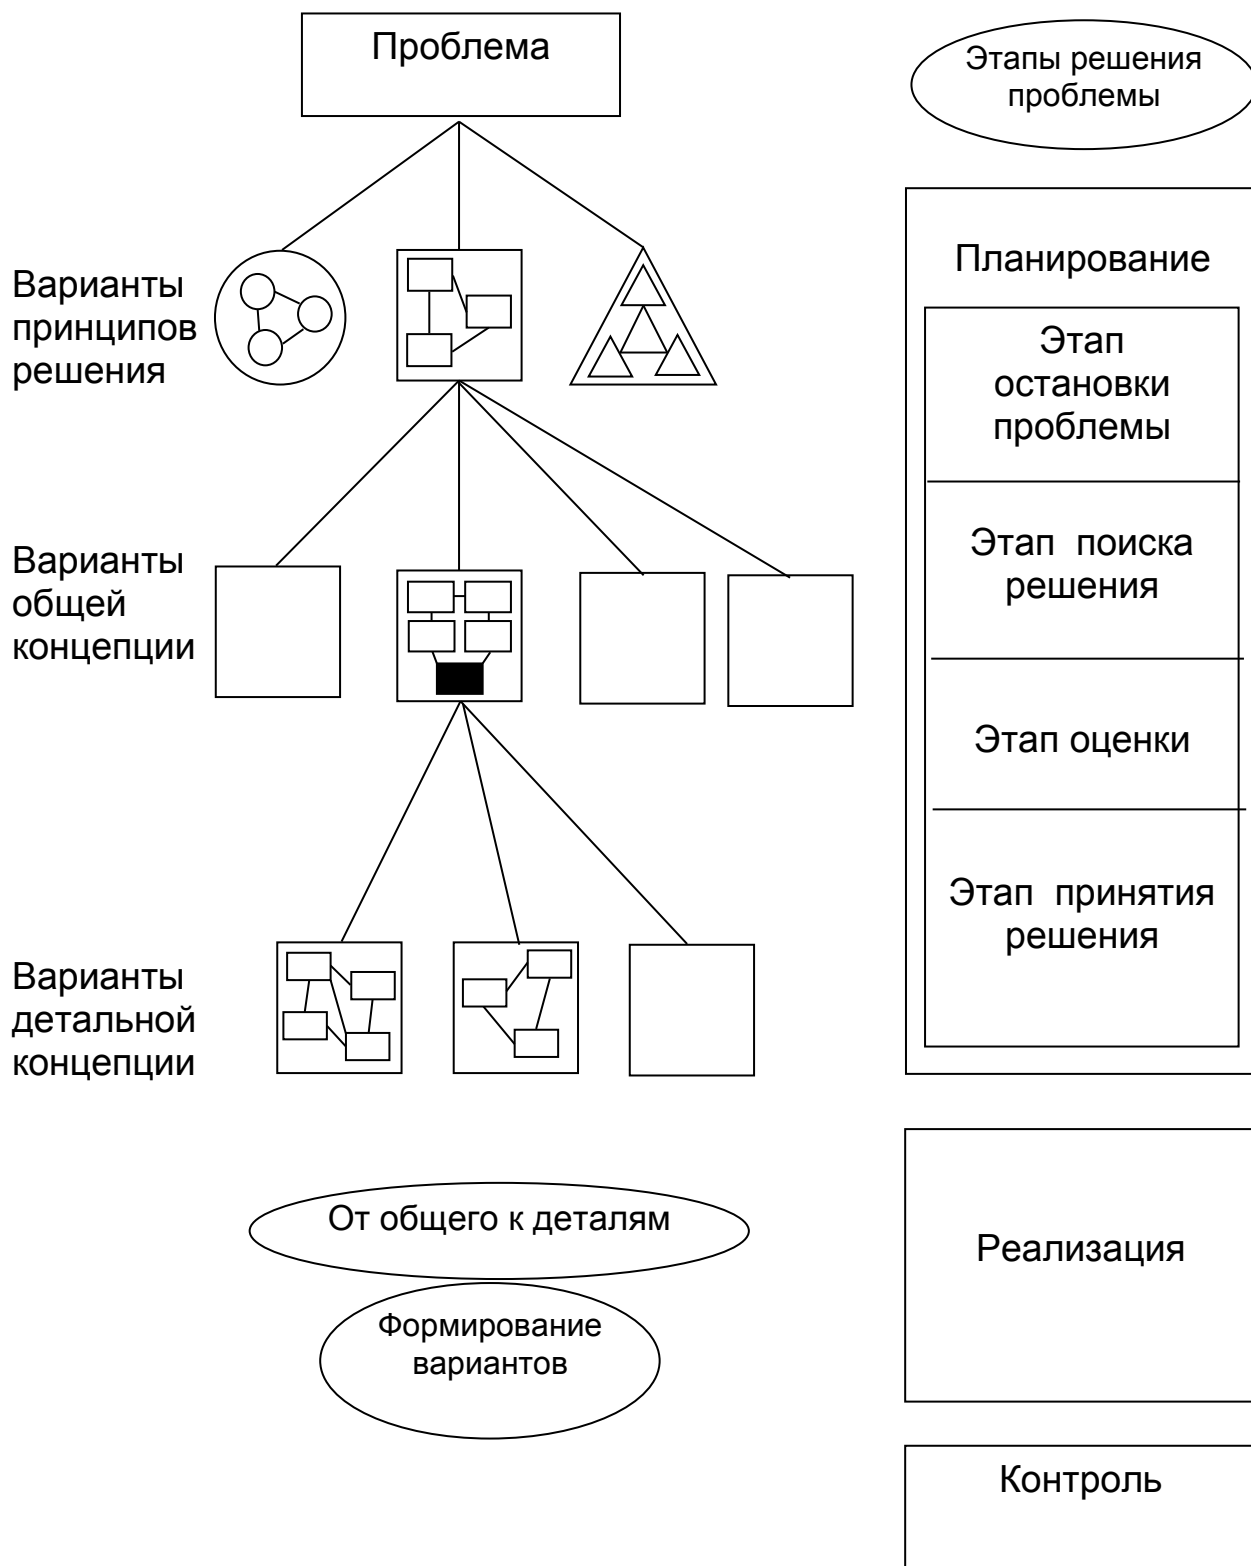 Проблема
Этапы решения
проблемы
Варианты
принципов
решения
Варианты
общей
концепции
Варианты
детальной
концепции
От общего к деталям
Формирование
вариантов
Планирование
Этап
остановки
проблемы
Этап поиска
решения
Этап оценки
Этап принятия
решения
Реализация
Контроль